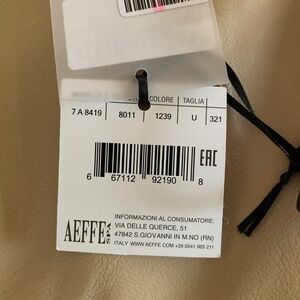 COLORE TAGLIA
7 A 8419 8011 1239 U 321
EAC
6 67112 92190 8
INFORMAZIONI AL CONSUMATORE:
AEFFE SPA VIA DELLE QUERCE, 51
47842 S.GIOVANNI IN M.NO (RN)
ITALY WWW.AEFFE.COM +39 0541 965 211